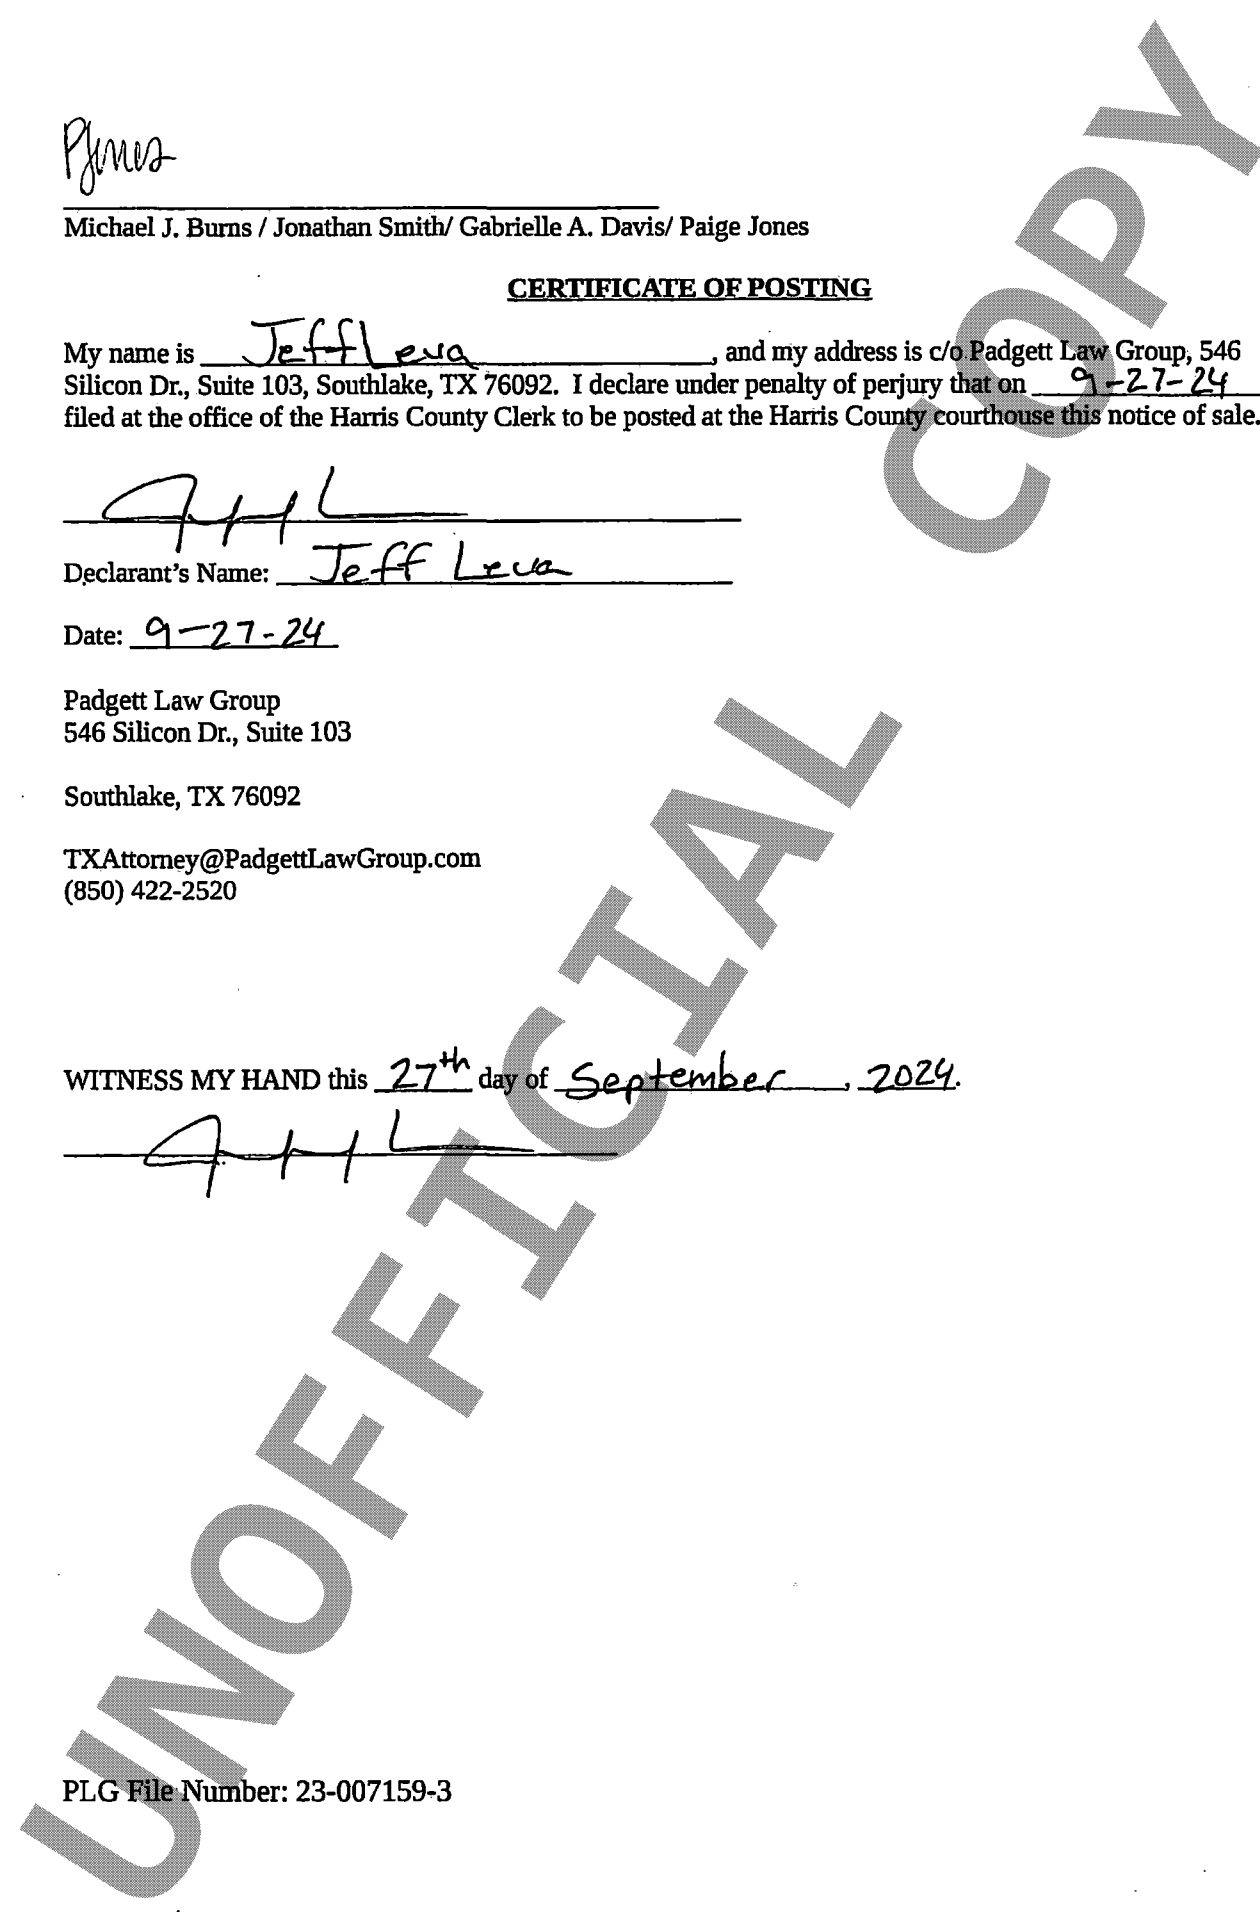 PJones
Michael J. Burns / Jonathan Smith/ Gabrielle A. Davis/ Paige Jones
CERTIFICATE OF POSTING
My name is Jeff Leva, and my address is c/o Padgett Law Group, 546
Silicon Dr., Suite 103, Southlake, TX 76092. I declare under penalty of perjury that on 9-27-24
filed at the office of the Harris County Clerk to be posted at the Harris County courthouse this notice of sale.
Declarant's Name: Jeff Leva
Date: 9-27-24
Padgett Law Group
546 Silicon Dr., Suite 103
Southlake, TX 76092
TXAttorney@PadgettLawGroup.com
(850) 422-2520
WITNESS MY HAND this 27th day of September, 2024.
PLG File Number: 23-007159-3
UNOFFICIAL COPY